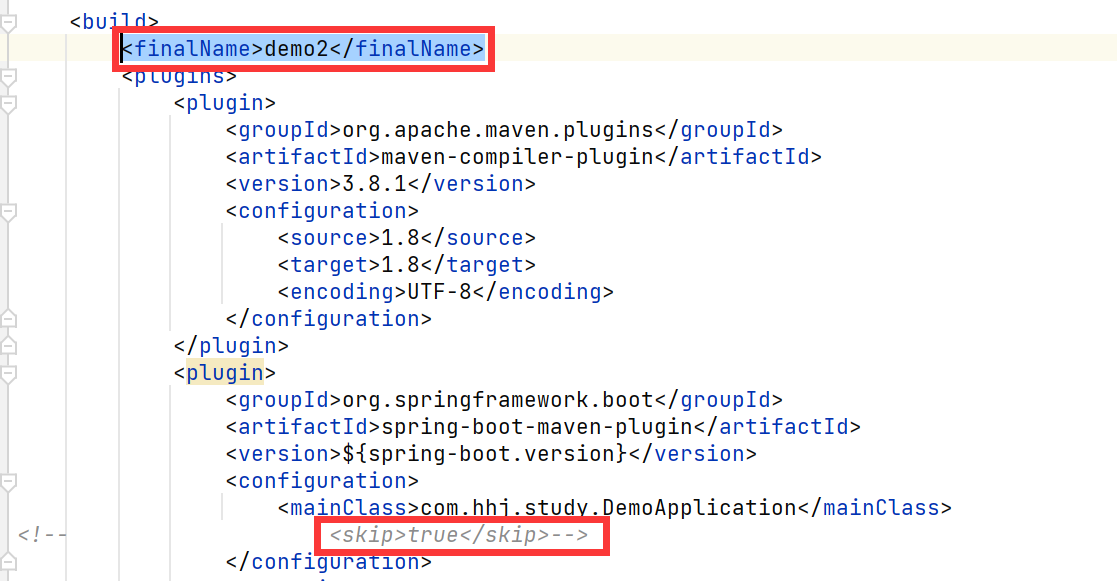 <build>
<finalName>demo2</finalName>
<plugins>
<plugin>
<groupId>org.apache.maven.plugins</groupId>
<artifactId>maven-compiler-plugin</artifactId>
<version>3.8.1</version>
<configuration>
<source>1.8</source>
<target>1.8</target>
<encoding>UTF-8</encoding>
</configuration>
</plugin>
<plugin>
<groupId>org.springframework.boot</groupId>
<artifactId>spring-boot-maven-plugin</artifactId>
<version>${spring-boot.version}</version>
<configuration>
<mainClass>com.hhj.study.DemoApplication</mainClass>
<!-- <skip>true</skip>-->
</configuration>